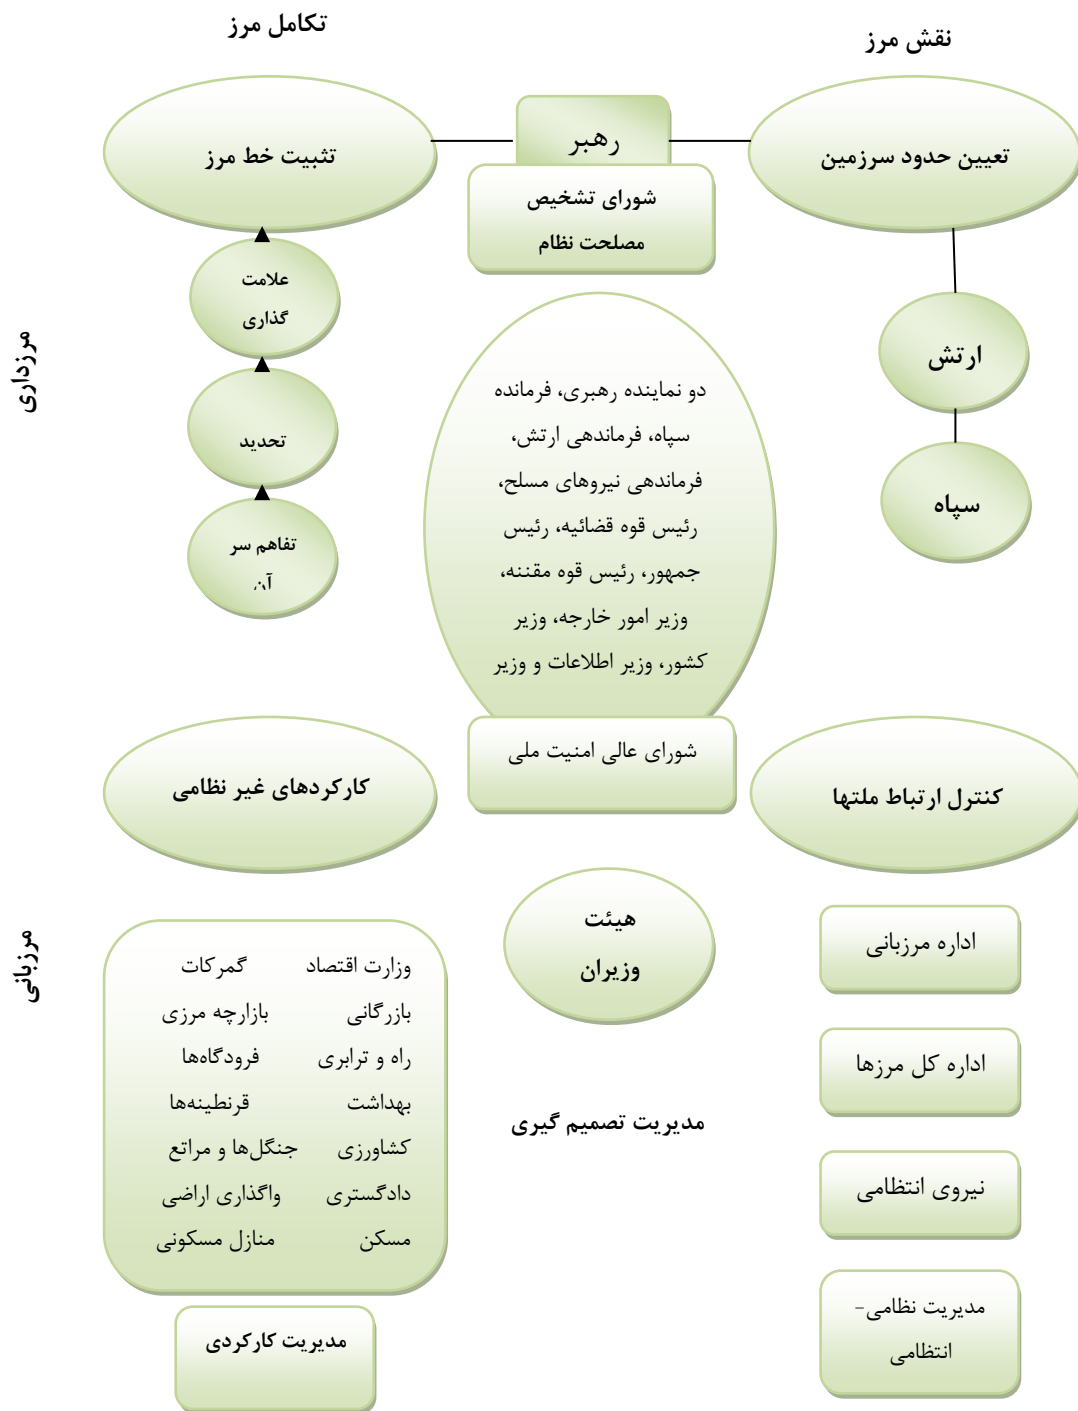 نقش مرز
تکامل مرز
تعیین حدود سرزمین
رهبر
تثبیت خط مرز
شورای تشخیص
مصلحت نظام
علامت
گذاری
ارتش
مرزداری
دو نماینده رهبری، فرمانده
سپاه، فرماندهی ارتش،
فرماندهی نیروهای مسلح،
رئیس قوه قضائیه، رئیس
جمهور، رئیس قوه مقننه،
وزیر امور خارجه، وزیر
کشور، وزیر اطلاعات و وزیر
تحدید
سپاه
تفاهم سر
آن
شورای عالی امنیت ملی
کنترل ارتباط ملتها
کارکردهای غیر نظامی
هیئت
وزیران
مرزبانی
اداره مرزبانی
اداره کل مرزها
نیروی انتظامی
مدیریت نظامی-
انتظامی
وزارت اقتصاد گمرکات
بازرگانی بازارچه مرزی
راه و ترابری فرودگاه‌ها
بهداشت قرنطینه‌ها
کشاورزی جنگل‌ها و مراتع
دادگستری واگذاری اراضی
مسکن منازل مسکونی
مدیریت تصمیم گیری
مدیریت کارکردی